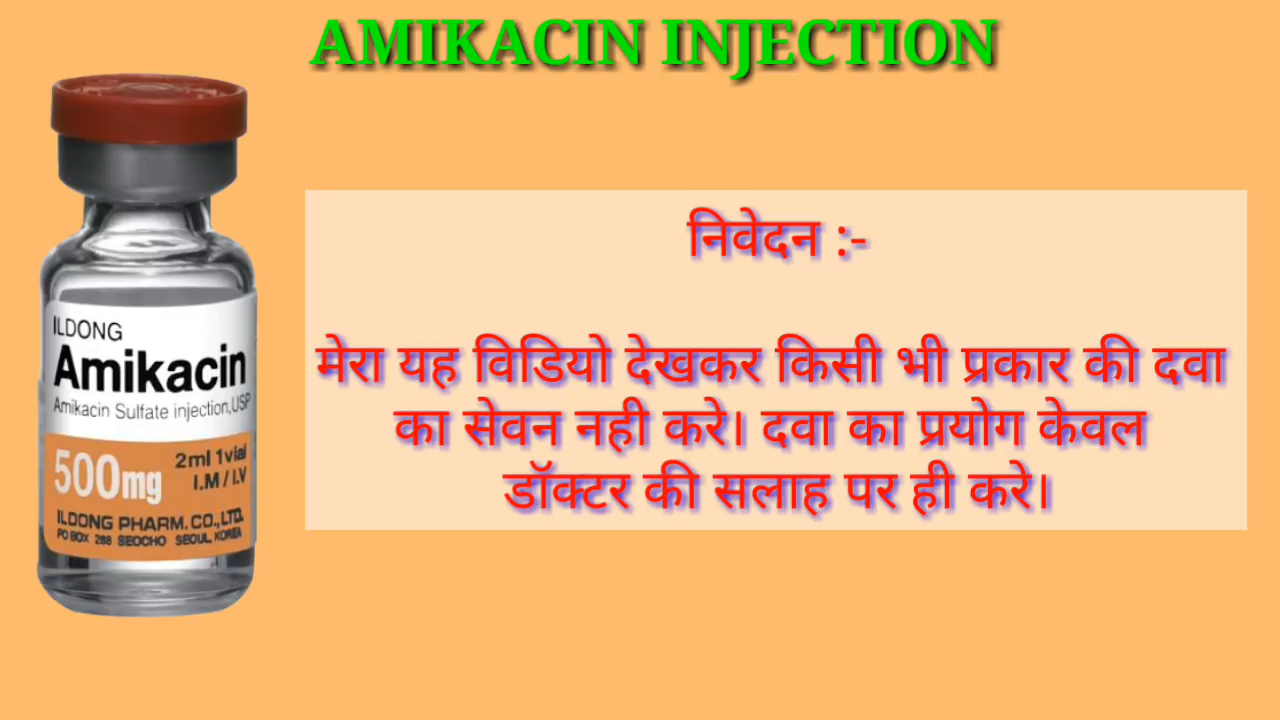 AMIKACIN INJECTION
ILDONG
Amikacin
Amikacin Sulfate injection,USP
500mg
2ml 1vial
I.M / I.V
ILDONG PHARM.CO.,LTD.
PO BOX 288 SEOCHO SEOUL, KOREA
निवेदन :-
मेरा यह विडियो देखकर किसी भी प्रकार की दवा
का सेवन नही करे। दवा का प्रयोग केवल
डॉक्टर की सलाह पर ही करे।